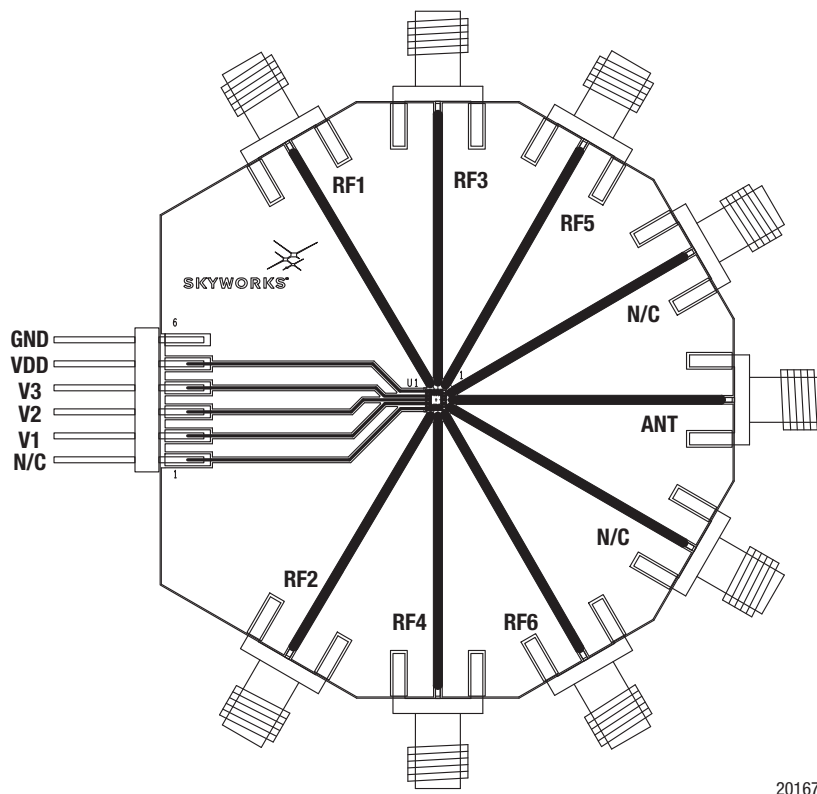 RF1
RF3
RF5
N/C
SKYWORKS
6
GND
VDD
V3
V2
V1
N/C
1
U1
1
ANT
N/C
RF2
RF4
RF6
20167